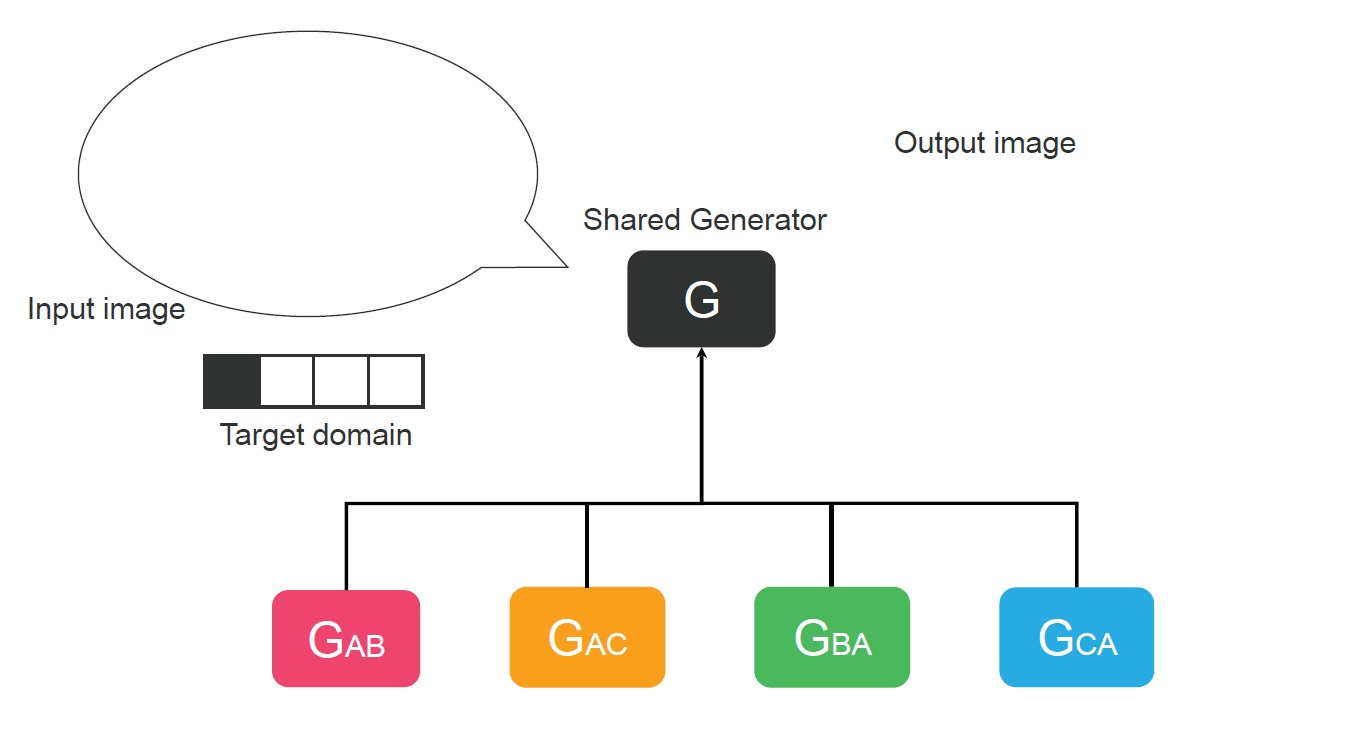 Output image
Shared Generator
G
Input image
Target domain
GAB
GAC
GBA
GCA